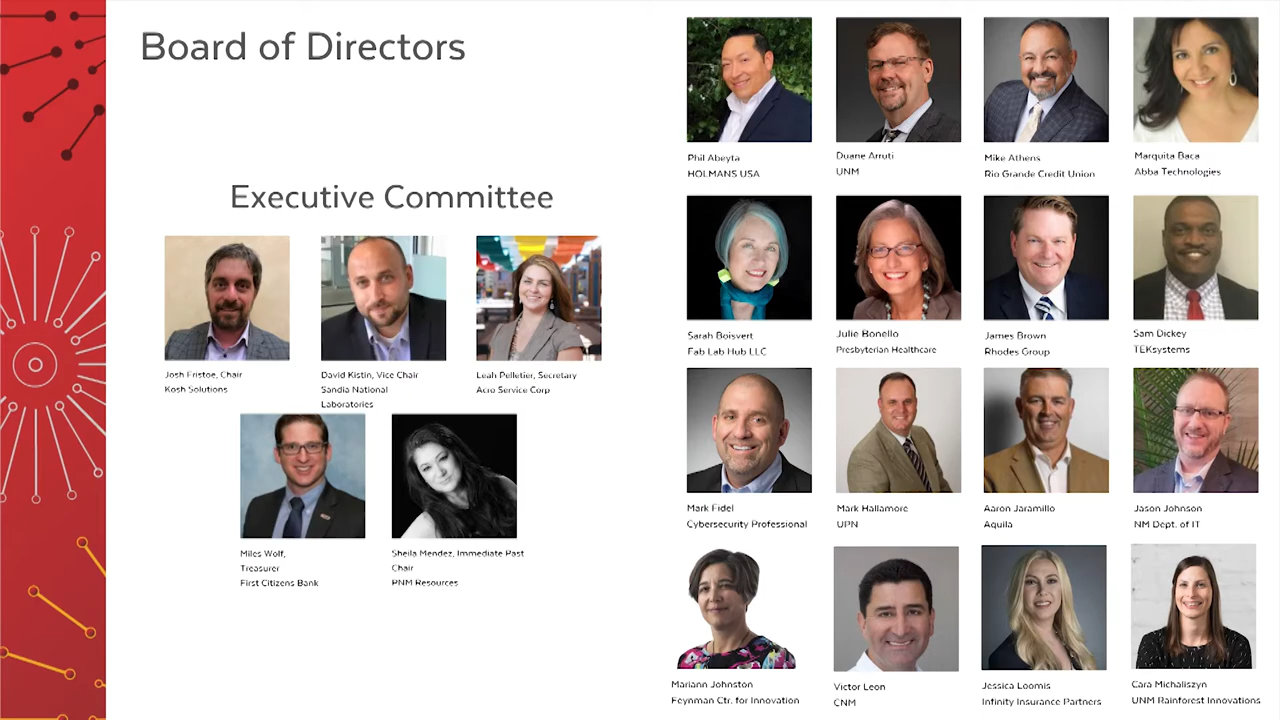 Board of Directors
Executive Committee
Josh Fristoe, Chair
Kosh Solutions
David Kistin, Vice Chair
Sandia National
Laboratories
Leah Pelletier, Secretary
Acro Service Corp
Miles Wolf,
Treasurer
First Citizens Bank
Sheila Mendez, Immediate Past
Chair
PNM Resources
Phil Abeyta
HOLMANS USA
Duane Arruti
UNM
Mike Athens
Rio Grande Credit Union
Marquita Baca
Abba Technologies
Sarah Boisvert
Fab Lab Hub LLC
Julie Bonello
Presbyterian Healthcare
James Brown
Rhodes Group
Sam Dickey
TEKsystems
Mark Fidel
Cybersecurity Professional
Mark Hallamore
UPN
Aaron Jaramillo
Aquila
Jason Johnson
NM Dept. of IT
Mariann Johnston
Feynman Ctr. for Innovation
Victor Leon
CNM
Jessica Loomis
Infinity Insurance Partners
Cara Michaliszyn
UNM Rainforest Innovations